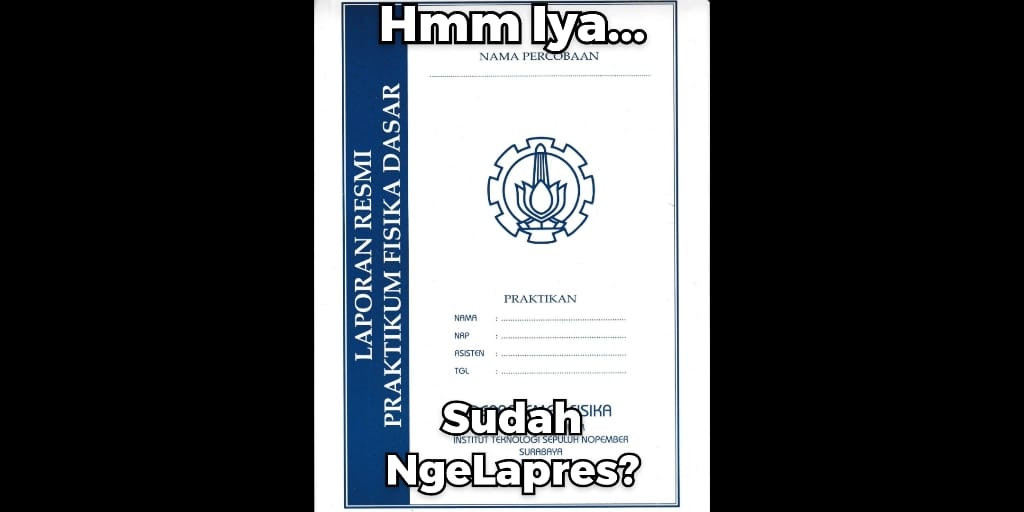 Hmm Iya...
NAMA PERCOBAAN
LAPORAN RESMI
PRAKTIKUM FISIKA DASAR
PRAKTIKAN
NAMA :
NRP :
ASISTEN :
TGL :
FISIKA
Sudah
INSTITUT TEKNOLOGI SEPULUH NOPEMBER
SURABAYA
NgeLapres?